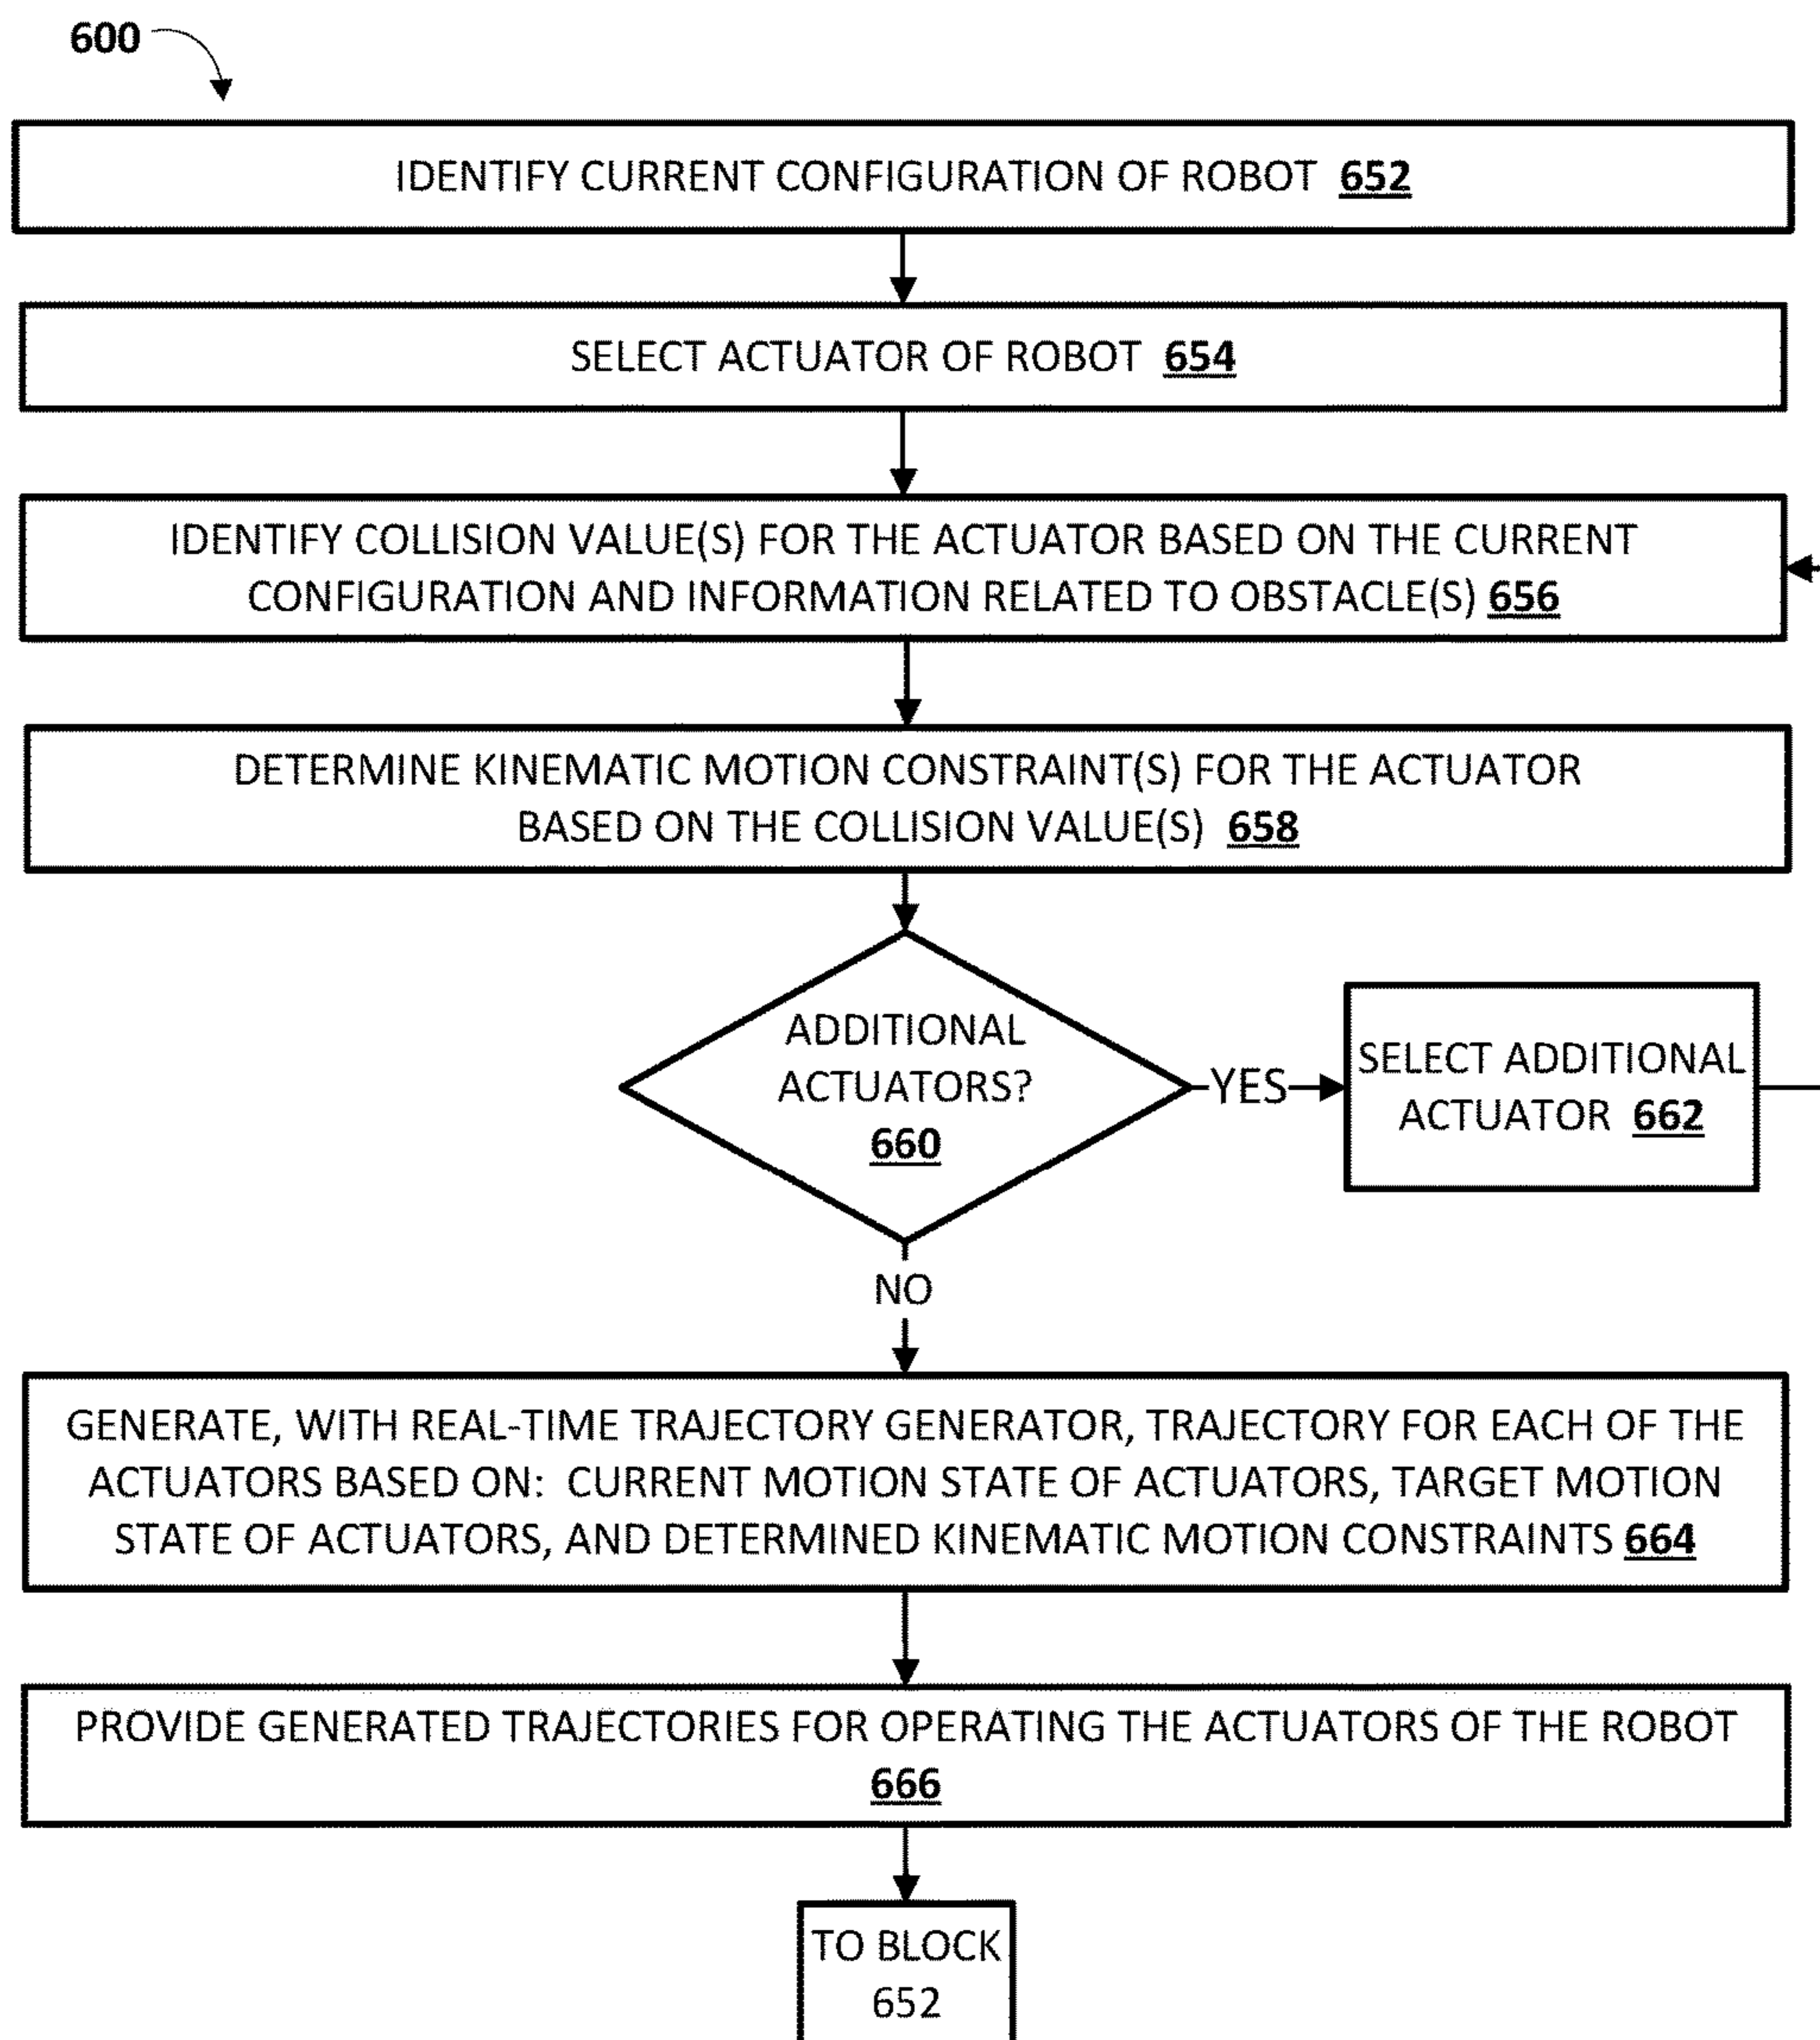 600
IDENTIFY CURRENT CONFIGURATION OF ROBOT 652
SELECT ACTUATOR OF ROBOT 654
IDENTIFY COLLISION VALUE(S) FOR THE ACTUATOR BASED ON THE CURRENT
CONFIGURATION AND INFORMATION RELATED TO OBSTACLE(S) 656
DETERMINE KINEMATIC MOTION CONSTRAINT(S) FOR THE ACTUATOR
BASED ON THE COLLISION VALUE(S) 658
ADDITIONAL
ACTUATORS?
660
YES
SELECT ADDITIONAL
ACTUATOR 662
NO
GENERATE, WITH REAL-TIME TRAJECTORY GENERATOR, TRAJECTORY FOR EACH OF THE
ACTUATORS BASED ON: CURRENT MOTION STATE OF ACTUATORS, TARGET MOTION
STATE OF ACTUATORS, AND DETERMINED KINEMATIC MOTION CONSTRAINTS 664
PROVIDE GENERATED TRAJECTORIES FOR OPERATING THE ACTUATORS OF THE ROBOT
666
TO BLOCK
652